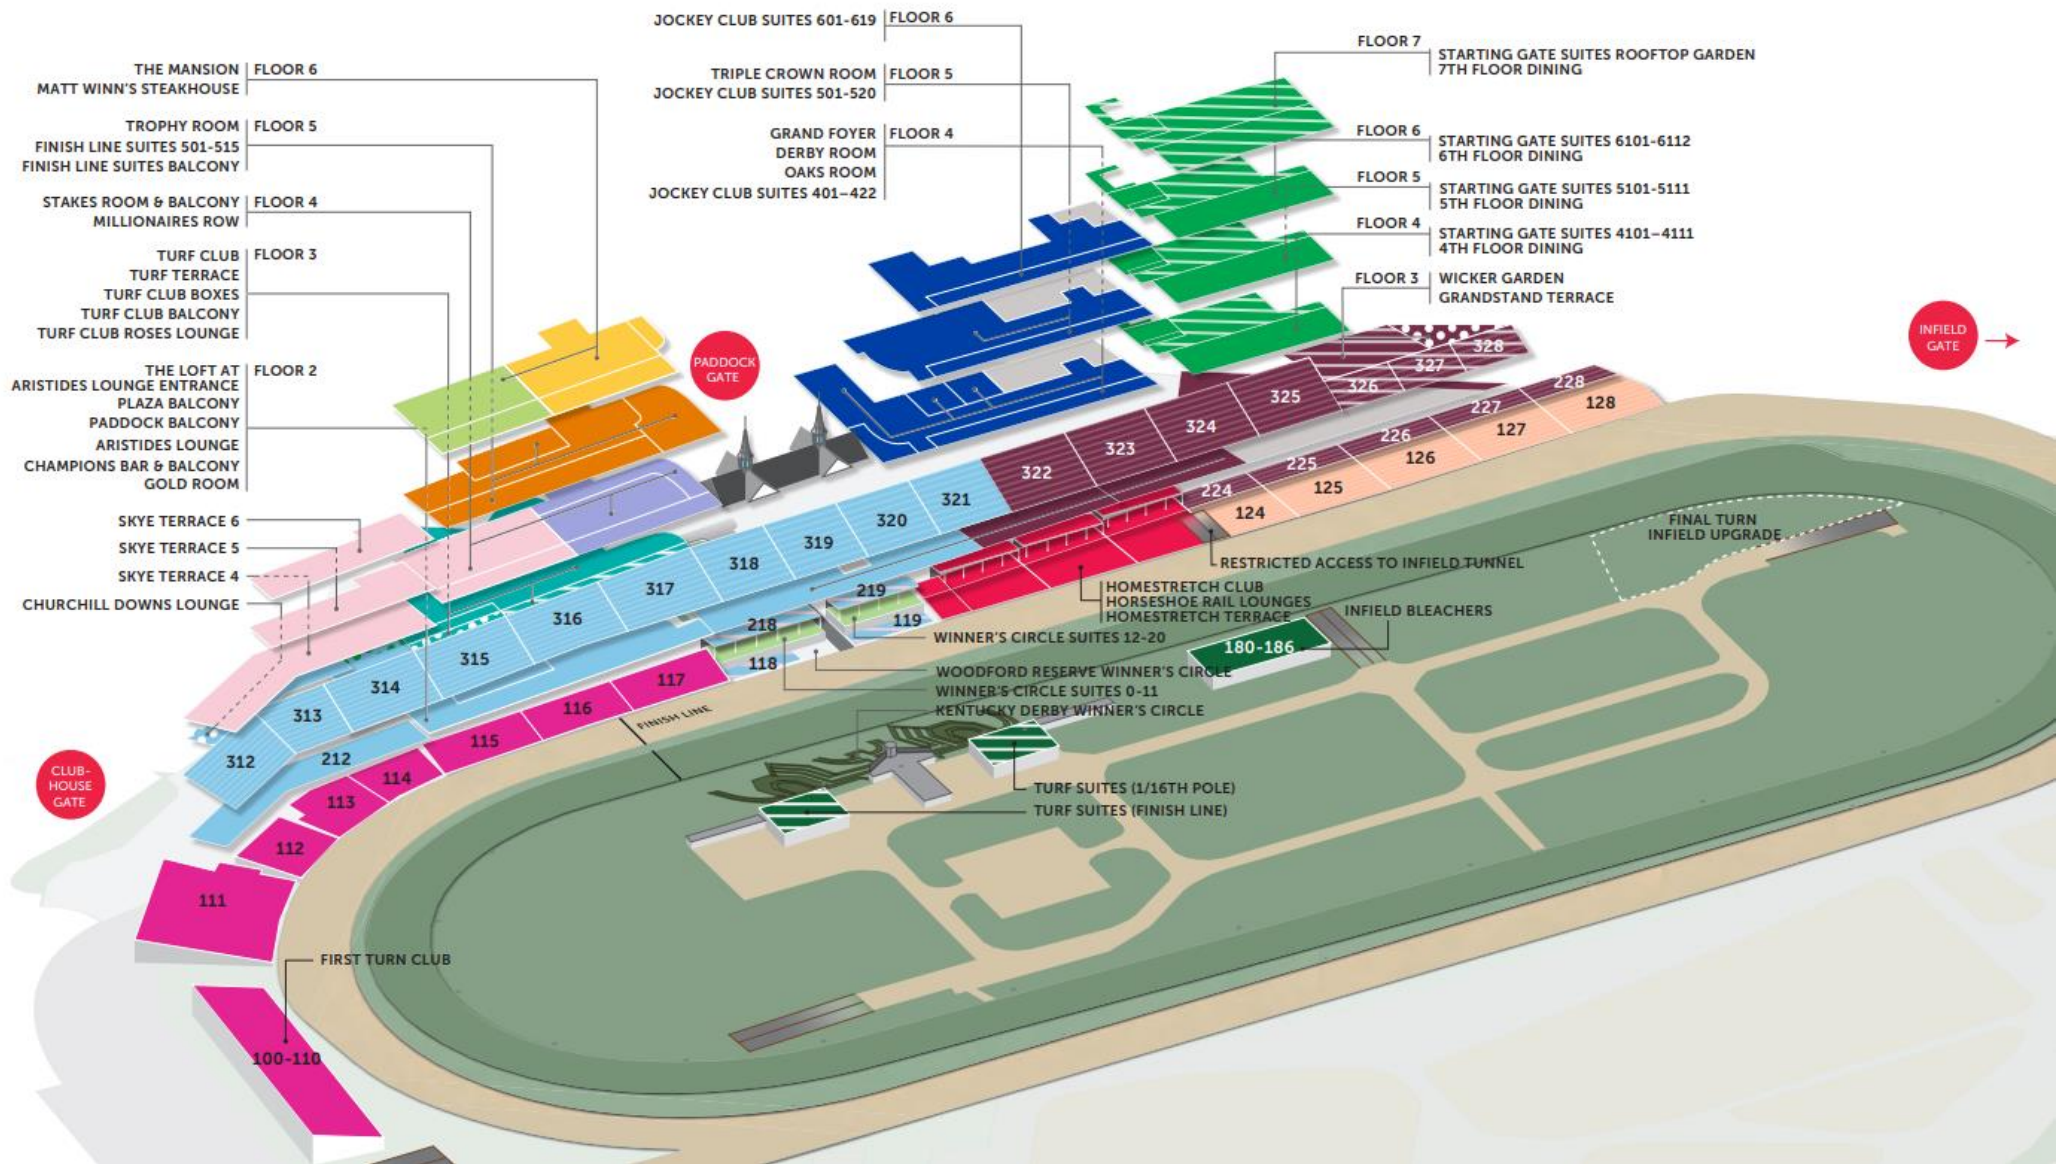 JOCKEY CLUB SUITES 601-619 FLOOR 6
TRIPLE CROWN ROOM FLOOR 5
JOCKEY CLUB SUITES 501-520
GRAND FOYER FLOOR 4
DERBY ROOM
OAKS ROOM
JOCKEY CLUB SUITES 401–422
THE MANSION FLOOR 6
MATT WINN'S STEAKHOUSE
TROPHY ROOM FLOOR 5
FINISH LINE SUITES 501-515
FINISH LINE SUITES BALCONY
STAKES ROOM & BALCONY FLOOR 4
MILLIONAIRES ROW
TURF CLUB FLOOR 3
TURF TERRACE
TURF CLUB BOXES
TURF CLUB BALCONY
TURF CLUB ROSES LOUNGE
THE LOFT AT FLOOR 2
ARISTIDES LOUNGE ENTRANCE
PLAZA BALCONY
PADDOCK BALCONY
ARISTIDES LOUNGE
CHAMPIONS BAR & BALCONY
GOLD ROOM
SKYE TERRACE 6
SKYE TERRACE 5
SKYE TERRACE 4
CHURCHILL DOWNS LOUNGE
FLOOR 7 STARTING GATE SUITES ROOFTOP GARDEN
7TH FLOOR DINING
FLOOR 6 STARTING GATE SUITES 6101-6112
6TH FLOOR DINING
FLOOR 5 STARTING GATE SUITES 5101-5111
5TH FLOOR DINING
FLOOR 4 STARTING GATE SUITES 4101–4111
4TH FLOOR DINING
FLOOR 3 WICKER GARDEN
GRANDSTAND TERRACE
INFIELD
GATE
PADDOCK
GATE
CLUB-
HOUSE
GATE
312
313
314
315
316
317
318
319
320
321
322
323
324
325
326
327
328
212
218
219
224
225
226
227
228
111
112
113
114
115
116
117
118
119
124
125
126
127
128
100-110
FIRST TURN CLUB
FINISH LINE
RESTRICTED ACCESS TO INFIELD TUNNEL
HOMESTRETCH CLUB
HORSESHOE RAIL LOUNGES
HOMESTRETCH TERRACE
WINNER'S CIRCLE SUITES 12-20
WOODFORD RESERVE WINNER'S CIRCLE
WINNER'S CIRCLE SUITES 0-11
KENTUCKY DERBY WINNER'S CIRCLE
INFIELD BLEACHERS
180-186
FINAL TURN
INFIELD UPGRADE
TURF SUITES (1/16TH POLE)
TURF SUITES (FINISH LINE)